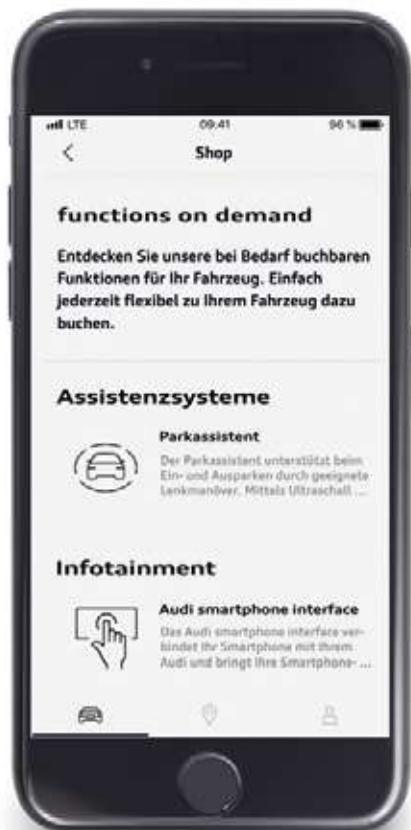 LTE 09:41 96 %
Shop
functions on demand
Entdecken Sie unsere bei Bedarf buchbaren
Funktionen für Ihr Fahrzeug. Einfach
jederzeit flexibel zu Ihrem Fahrzeug dazu
buchen.
Assistenzsysteme
Parkassistent
Der Parkassistent unterstützt beim
Ein- und Ausparken durch geeignete
Lenkmanöver. Mittels Ultraschall ...
Infotainment
Audi smartphone interface
Das Audi smartphone interface ver-
bindet Ihr Smartphone mit Ihrem
Audi und bringt Ihre Smartphone- ...